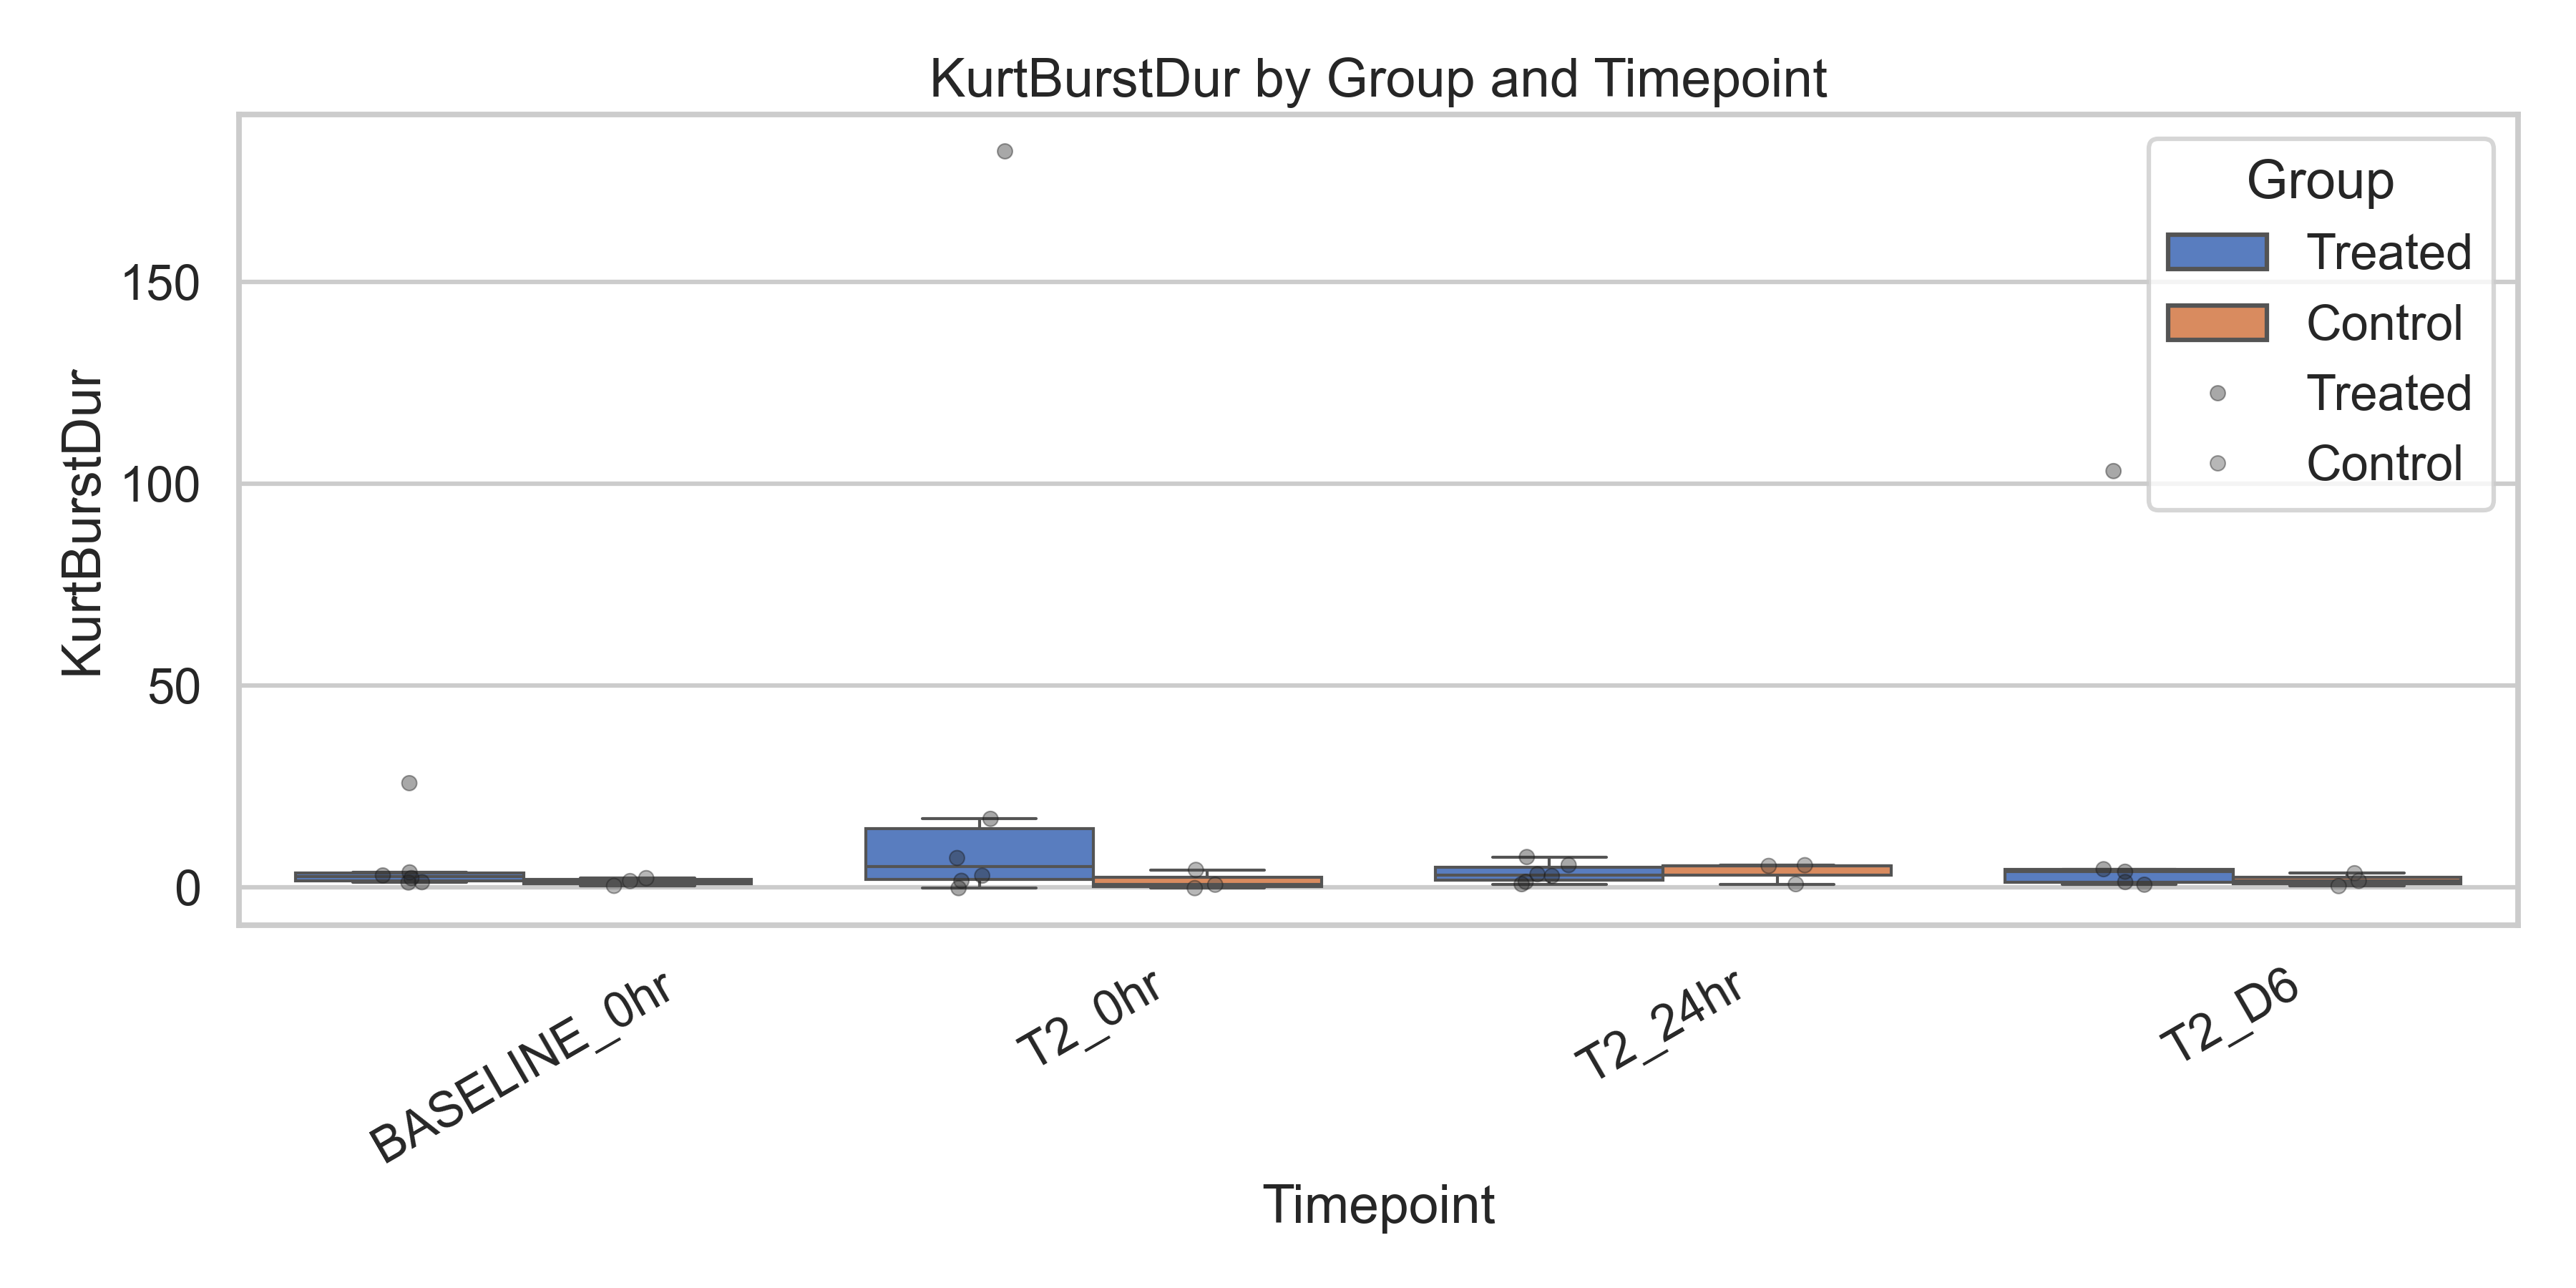 KurtBurstDur by Group and Timepoint
KurtBurstDur
150
100
50
0
Group
Treated
Control
Treated
Control
BASELINE_0hr
T2_0hr
T2_24hr
T2_D6
Timepoint